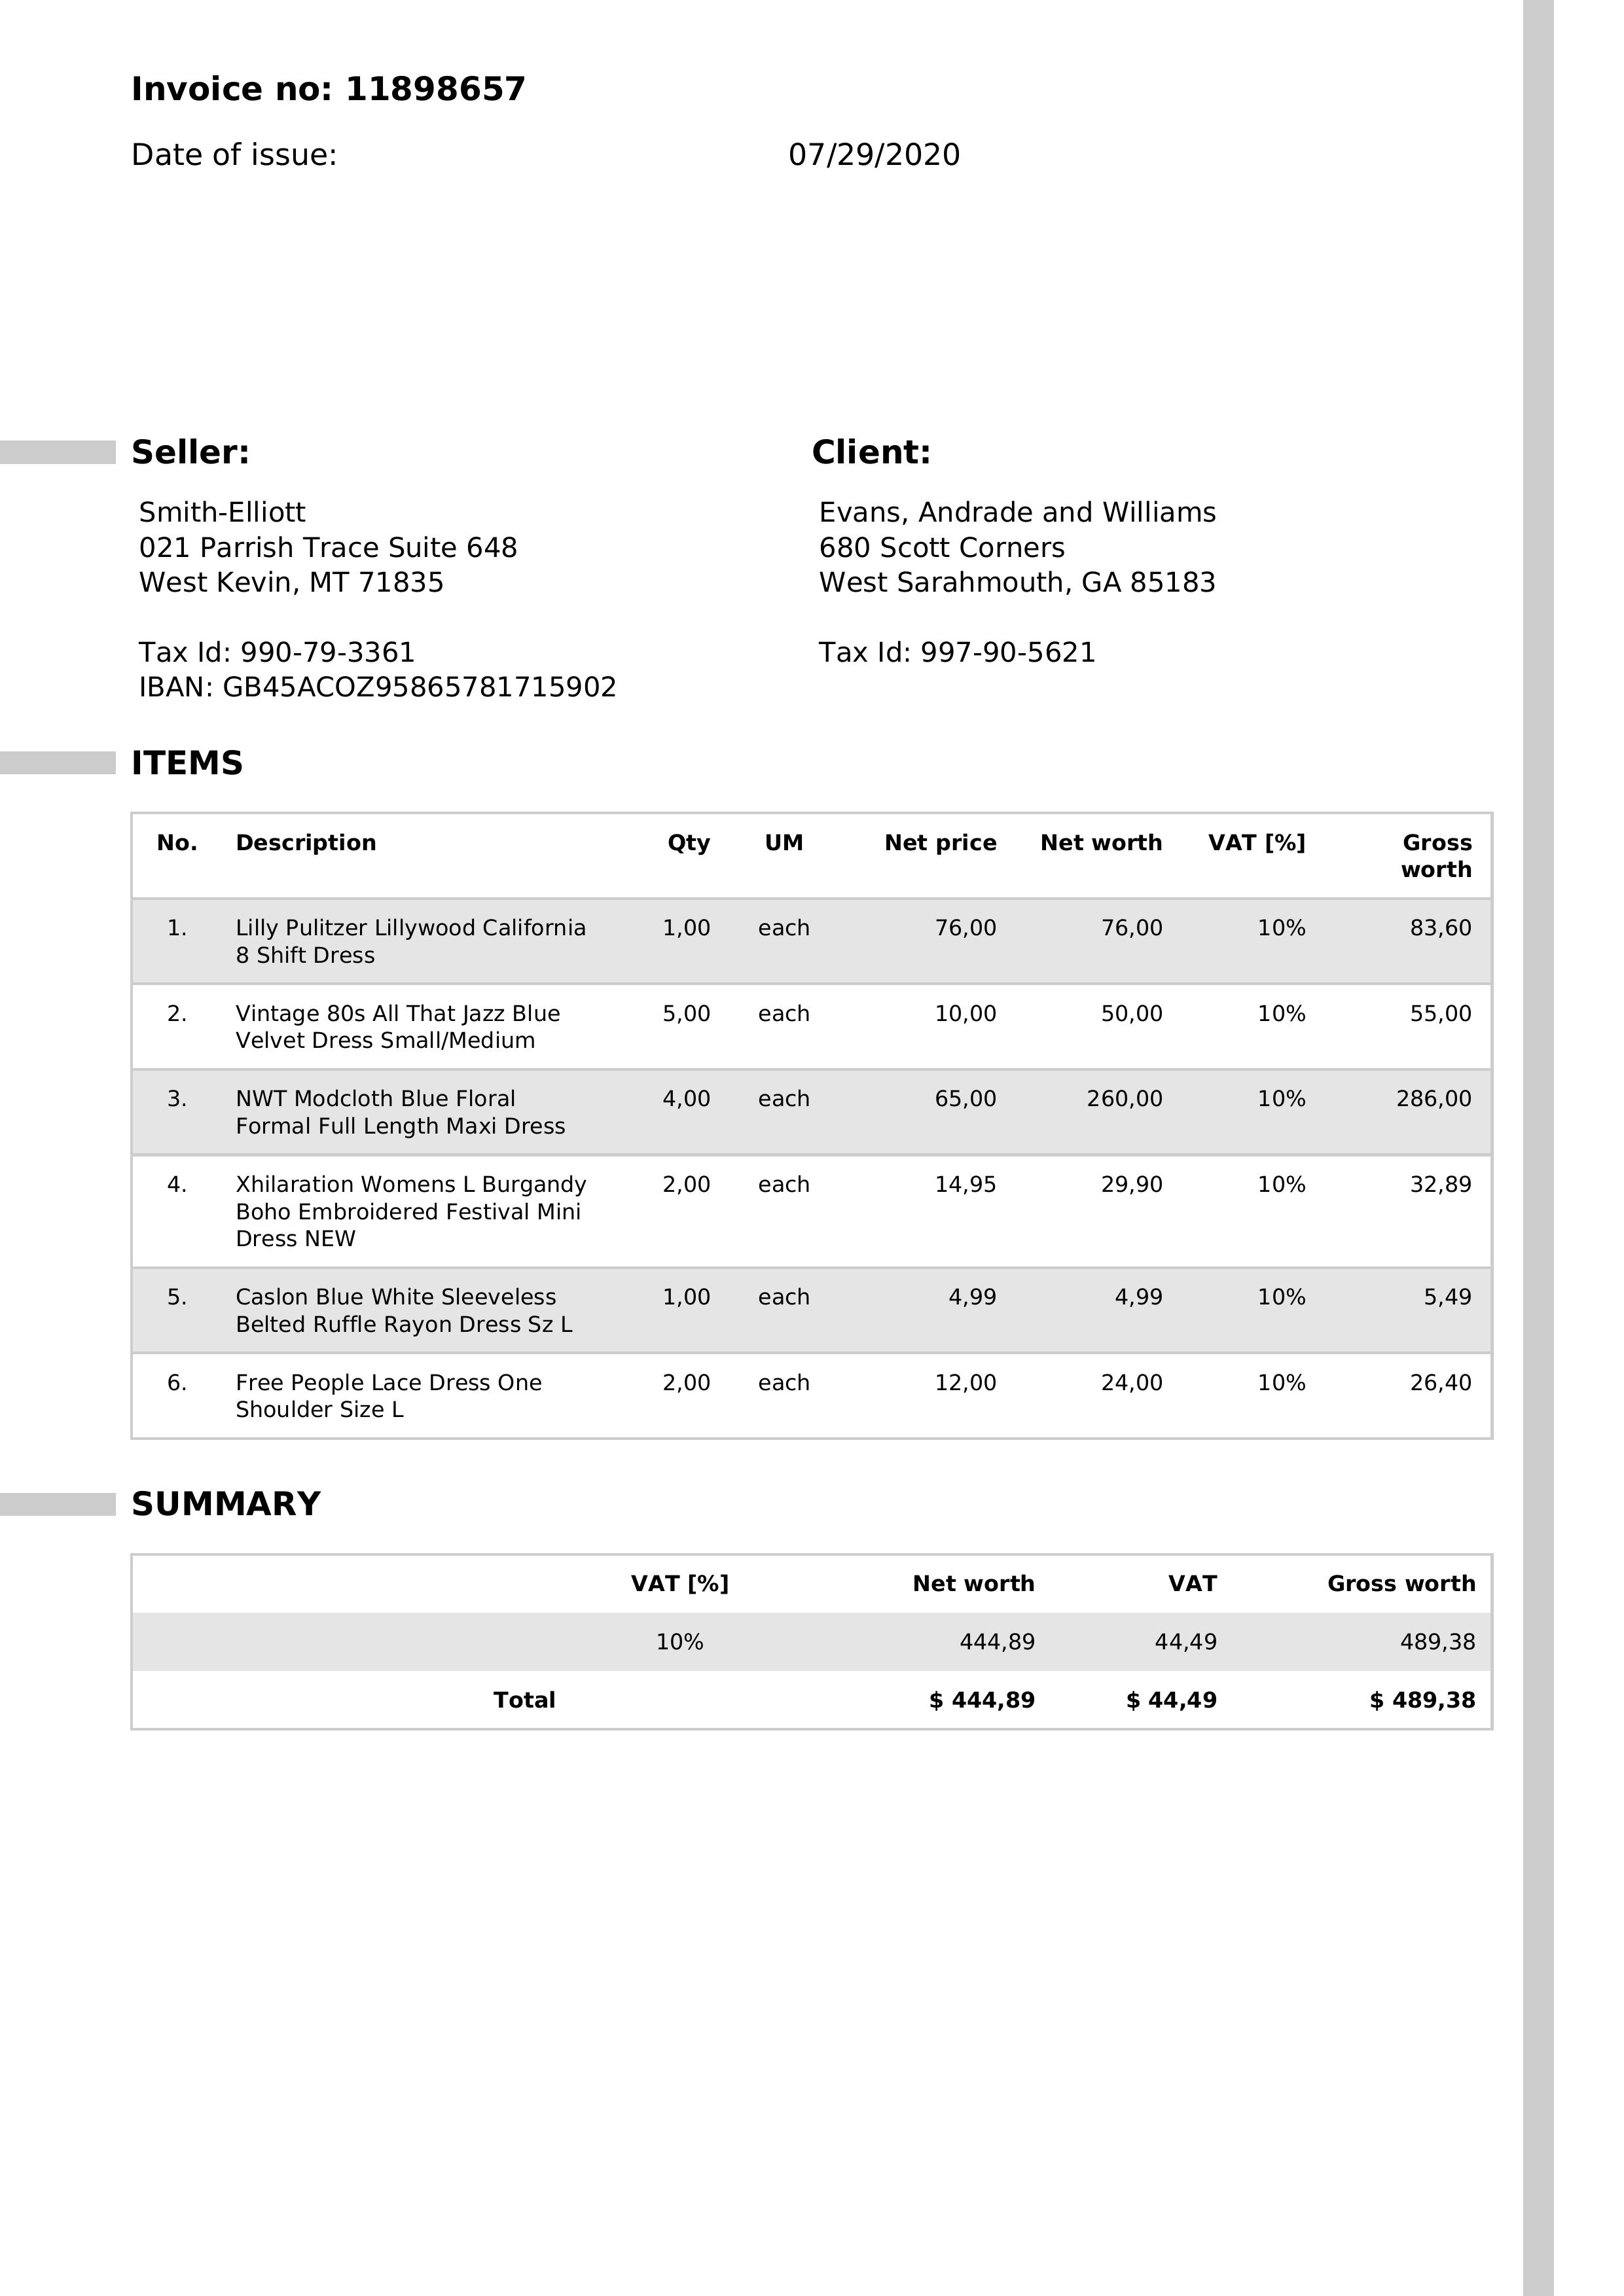 Invoice no: 11898657
Date of issue: 07/29/2020
Seller:
Smith-Elliott
021 Parrish Trace Suite 648
West Kevin, MT 71835
Tax Id: 990-79-3361
IBAN: GB45ACOZ95865781715902
Client:
Evans, Andrade and Williams
680 Scott Corners
West Sarahmouth, GA 85183
Tax Id: 997-90-5621
ITEMS
No. Description Qty UM Net price Net worth VAT [%] Gross
worth
1. Lilly Pulitzer Lillywood California 1,00 each 76,00 76,00 10% 83,60
8 Shift Dress
2. Vintage 80s All That Jazz Blue 5,00 each 10,00 50,00 10% 55,00
Velvet Dress Small/Medium
3. NWT Modcloth Blue Floral 4,00 each 65,00 260,00 10% 286,00
Formal Full Length Maxi Dress
4. Xhilaration Womens L Burgandy 2,00 each 14,95 29,90 10% 32,89
Boho Embroidered Festival Mini
Dress NEW
5. Caslon Blue White Sleeveless 1,00 each 4,99 4,99 10% 5,49
Belted Ruffle Rayon Dress Sz L
6. Free People Lace Dress One 2,00 each 12,00 24,00 10% 26,40
Shoulder Size L
SUMMARY
VAT [%] Net worth VAT Gross worth
10% 444,89 44,49 489,38
Total $ 444,89 $ 44,49 $ 489,38